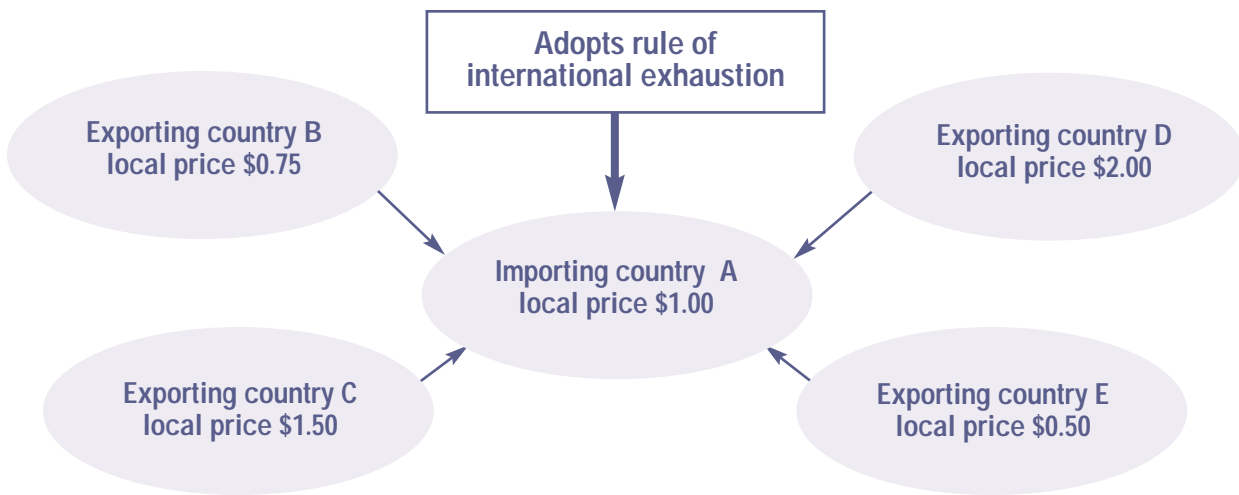 Adopts rule of
international exhaustion
Exporting country B
local price $0.75
Exporting country D
local price $2.00
Importing country A
local price $1.00
Exporting country C
local price $1.50
Exporting country E
local price $0.50